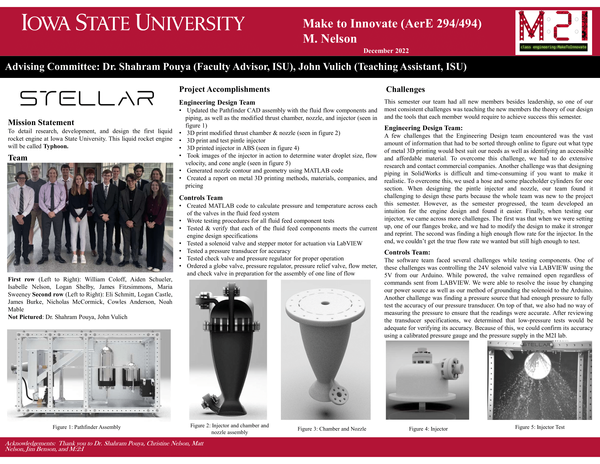 IOWA STATE UNIVERSITY
Make to Innovate (AerE 294/494)
M. Nelson
December 2022
M2I
class engineering:MakeToInnovate
Advising Committee: Dr. Shahram Pouya (Faculty Advisor, ISU), John Vulich (Teaching Assistant, ISU)
STELLAR
Mission Statement
To detail research, development, and design the first liquid
rocket engine at Iowa State University. This liquid rocket engine
will be called Typhoon.
Team
First row (Left to Right): William Coloff, Aiden Schueler,
Isabelle Nelson, Logan Shelby, James Fitzsimmons, Maria
Sweeney Second row (Left to Right): Eli Schmitt, Logan Castle,
James Burke, Nicholas McCormick, Cowles Anderson, Noah
Mable
Not Pictured: Dr. Shahram Pouya, John Vulich
Figure 1: Pathfinder Assembly
Project Accomplishments
Engineering Design Team
• Updated the Pathfinder CAD assembly with the fluid flow components and
piping, as well as the modified thrust chamber, nozzle, and injector (seen in
figure 1)
• 3D print modified thrust chamber & nozzle (seen in figure 2)
• 3D print and test pintle injector
• 3D printed injector in ABS (seen in figure 4)
• Took images of the injector in action to determine water droplet size, flow
velocity, and cone angle (seen in figure 5)
• Generated nozzle contour and geometry using MATLAB code
• Created a report on metal 3D printing methods, materials, companies, and
pricing
Controls Team
• Created MATLAB code to calculate pressure and temperature across each
of the valves in the fluid feed system
• Wrote testing procedures for all fluid feed component tests
• Tested & verify that each of the fluid feed components meets the current
engine design specifications
• Tested a solenoid valve and stepper motor for actuation via LabVIEW
• Tested a pressure transducer for accuracy
• Tested check valve and pressure regulator for proper operation
• Ordered a globe valve, pressure regulator, pressure relief valve, flow meter,
and check valve in preparation for the assembly of one line of flow
Figure 2: Injector and chamber and
nozzle assembly
Figure 3: Chamber and Nozzle
Challenges
This semester our team had all new members besides leadership, so one of our
most consistent challenges was teaching the new members the theory of our design
and the tools that each member would require to achieve success this semester.
Engineering Design Team:
A few challenges that the Engineering Design team encountered was the vast
amount of information that had to be sorted through online to figure out what type
of metal 3D printing would best suit our needs as well as identifying an accessible
and affordable material. To overcome this challenge, we had to do extensive
research and contact commercial companies. Another challenge was that designing
piping in SolidWorks is difficult and time-consuming if you want to make it
realistic. To overcome this, we used a hose and some placeholder cylinders for one
section. When designing the pintle injector and nozzle, our team found it
challenging to design these parts because the whole team was new to the project
this semester. However, as the semester progressed, the team developed an
intuition for the engine design and found it easier. Finally, when testing our
injector, we came across more challenges. The first was that when we were setting
up, one of our flanges broke, and we had to modify the design to make it stronger
and reprint. The second was finding a high enough flow rate for the injector. In the
end, we couldn't get the true flow rate we wanted but still high enough to test.
Controls Team:
The software team faced several challenges while testing components. One of
these challenges was controlling the 24V solenoid valve via LABVIEW using the
5V from our Arduino. While powered, the valve remained open regardless of
commands sent from LABVIEW. We were able to resolve the issue by changing
our power source as well as our method of grounding the solenoid to the Arduino.
Another challenge was finding a pressure source that had enough pressure to fully
test the accuracy of our pressure transducer. On top of that, we also had no way of
measuring the pressure to ensure that the readings were accurate. After reviewing
the transducer specifications, we determined that low-pressure tests would be
adequate for verifying its accuracy. Because of this, we could confirm its accuracy
using a calibrated pressure gauge and the pressure supply in the M2I lab.
STELLAR
Figure 4: Injector
Figure 5: Injector Test
Acknowledgements: Thank you to Dr. Shahram Pouya, Christine Nelson, Matt
Nelson, Jim Benson, and M:2:I